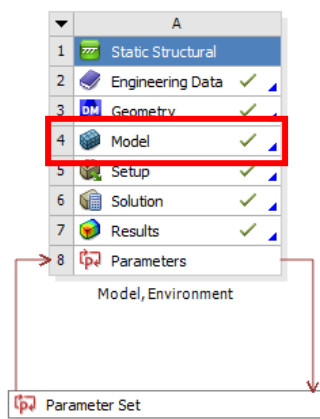 A
1 Static Structural
2 Engineering Data
3 DM Geometry
4 Model
5 Setup
6 Solution
7 Results
8 Parameters
Model, Environment
Parameter Set